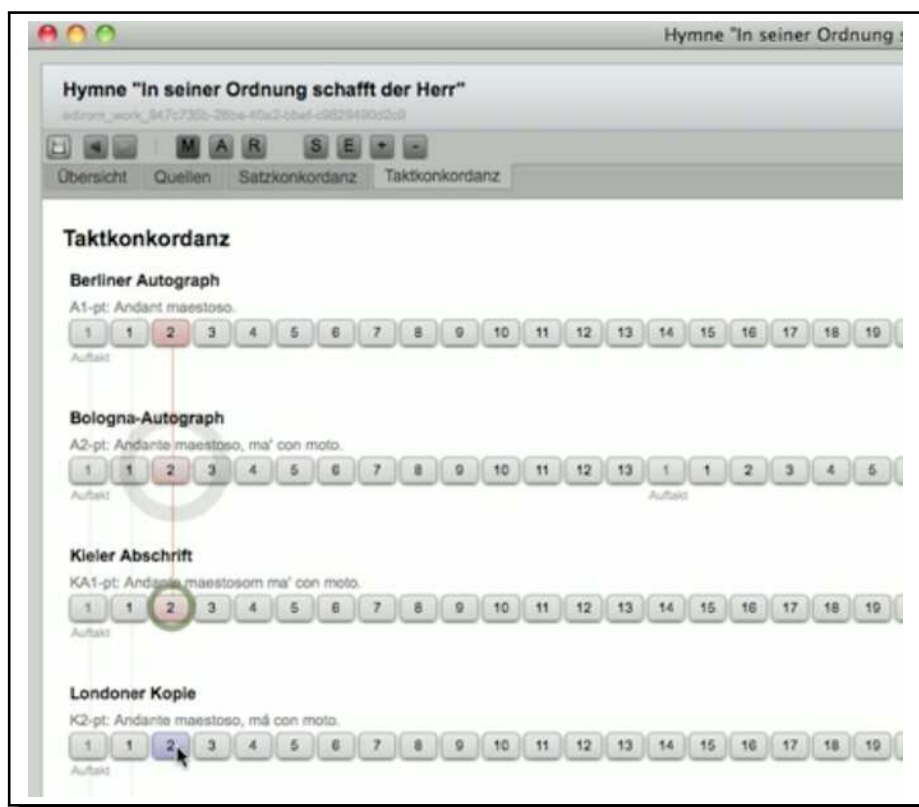 Hymne "In seiner Ordnung
Hymne "In seiner Ordnung schafft der Herr"
M A R S E + -
Übersicht Quellen Satzkonkordanz Taktkonkordanz
Taktkonkordanz
Berliner Autograph
A1-pt: Andant maestoso.
1 1 2 3 4 5 6 7 8 9 10 11 12 13 14 15 16 17 18 19
Auftakt
Bologna-Autograph
A2-pt: Andante maestoso, ma' con moto.
1 1 2 3 4 5 6 7 8 9 10 11 12 13 1 1 2 3 4 5
Auftakt Auftakt
Kieler Abschrift
KA1-pt: Andante maestosom ma' con moto.
1 1 2 3 4 5 6 7 8 9 10 11 12 13 14 15 16 17 18 19
Auftakt
Londoner Kopie
K2-pt: Andante maestoso, má con moto.
1 1 2 3 4 5 6 7 8 9 10 11 12 13 14 15 16 17 18 19
Auftakt